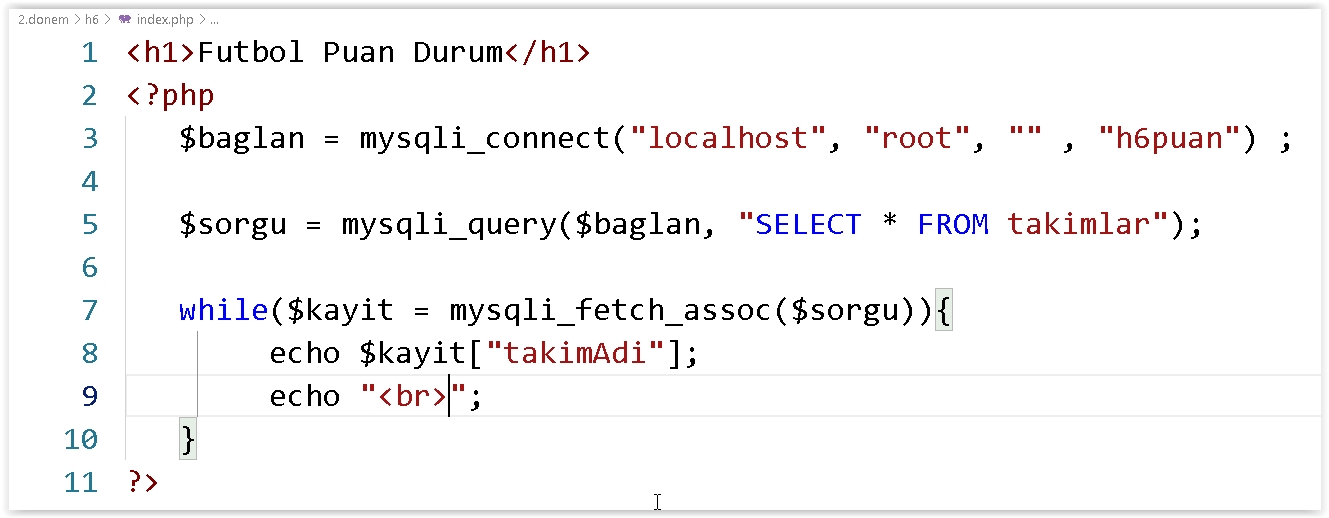 2.donem > h6 > index.php > ...
1 <h1>Futbol Puan Durum</h1>
2 <?php
3 $baglan = mysqli_connect("localhost", "root", "" , "h6puan") ;
4
5 $sorgu = mysqli_query($baglan, "SELECT * FROM takimlar");
6
7 while($kayit = mysqli_fetch_assoc($sorgu)){
8 echo $kayit["takimAdi"];
9 echo "<br>";
10 }
11 ?>